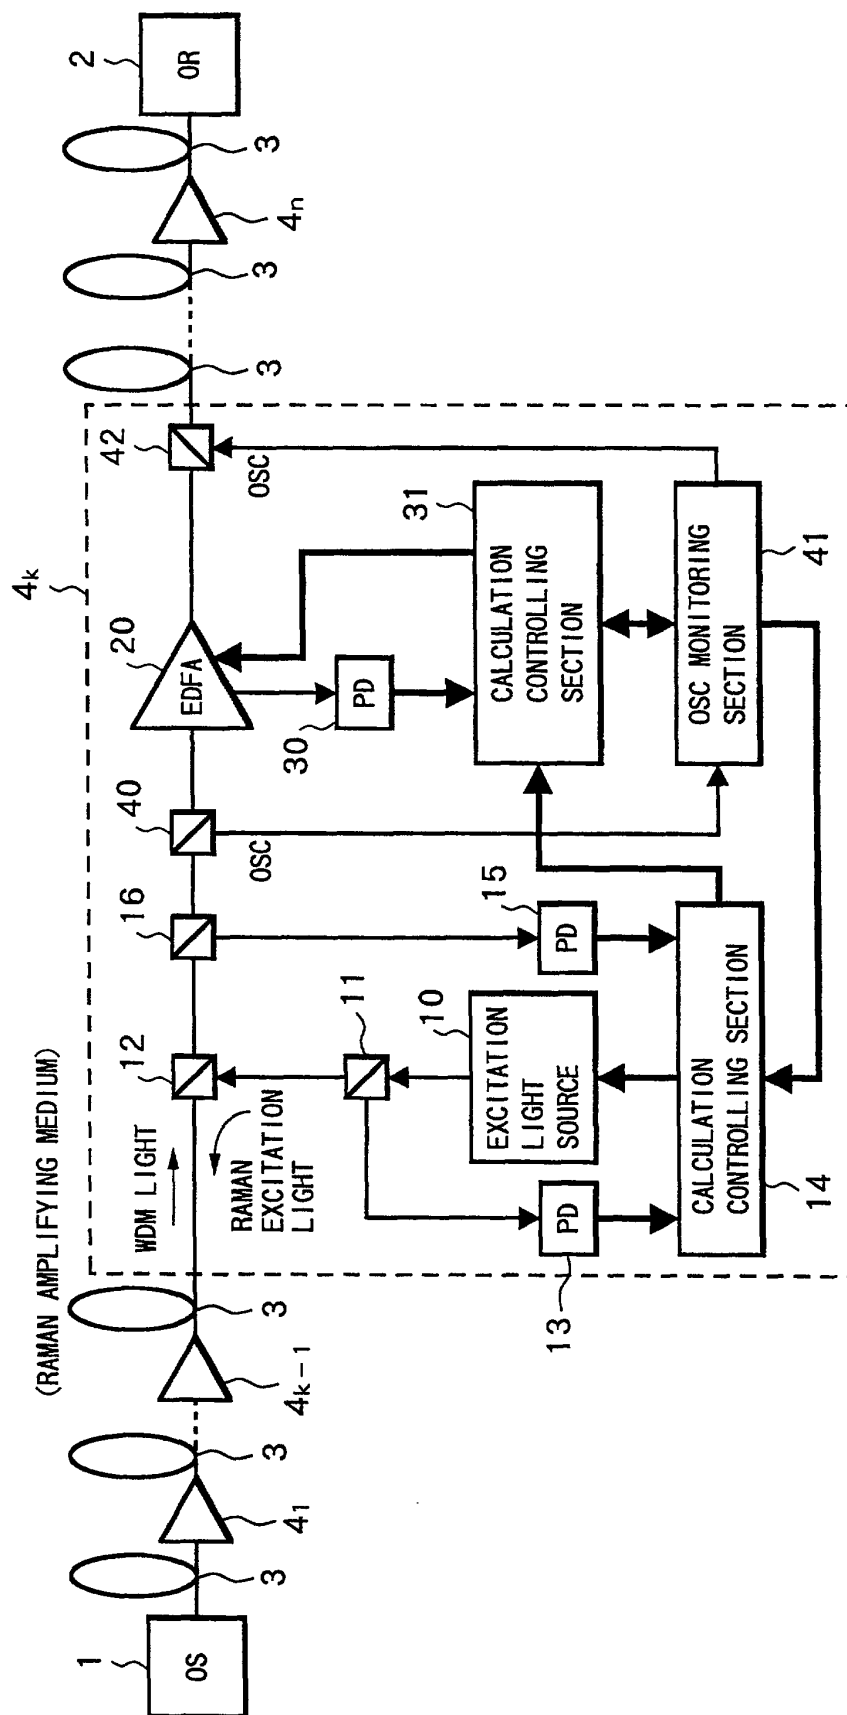 (RAMAN AMPLIFYING MEDIUM)
1
OS
3
4₁
3
4ₖ₋₁
3
4ₖ
WDM LIGHT
RAMAN
EXCITATION
LIGHT
12
16
40
OSC
20
EDFA
42
OSC
11
10
EXCITATION
LIGHT
SOURCE
13
PD
15
PD
14
CALCULATION
CONTROLLING SECTION
30
PD
31
CALCULATION
CONTROLLING
SECTION
OSC MONITORING
SECTION
41
3
3
4ₙ
3
2
OR